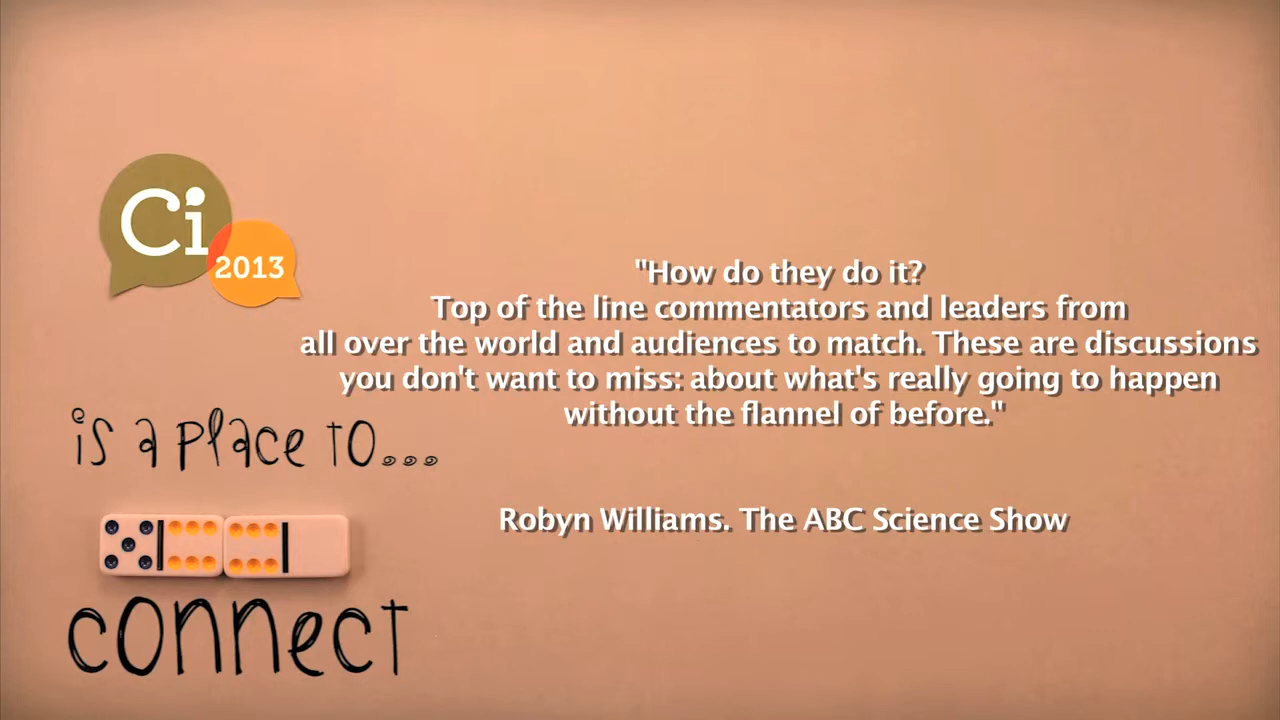 Ci
2013
is a place to...
connect
"How do they do it?
Top of the line commentators and leaders from
all over the world and audiences to match. These are discussions
you don't want to miss: about what's really going to happen
without the flannel of before."
Robyn Williams. The ABC Science Show